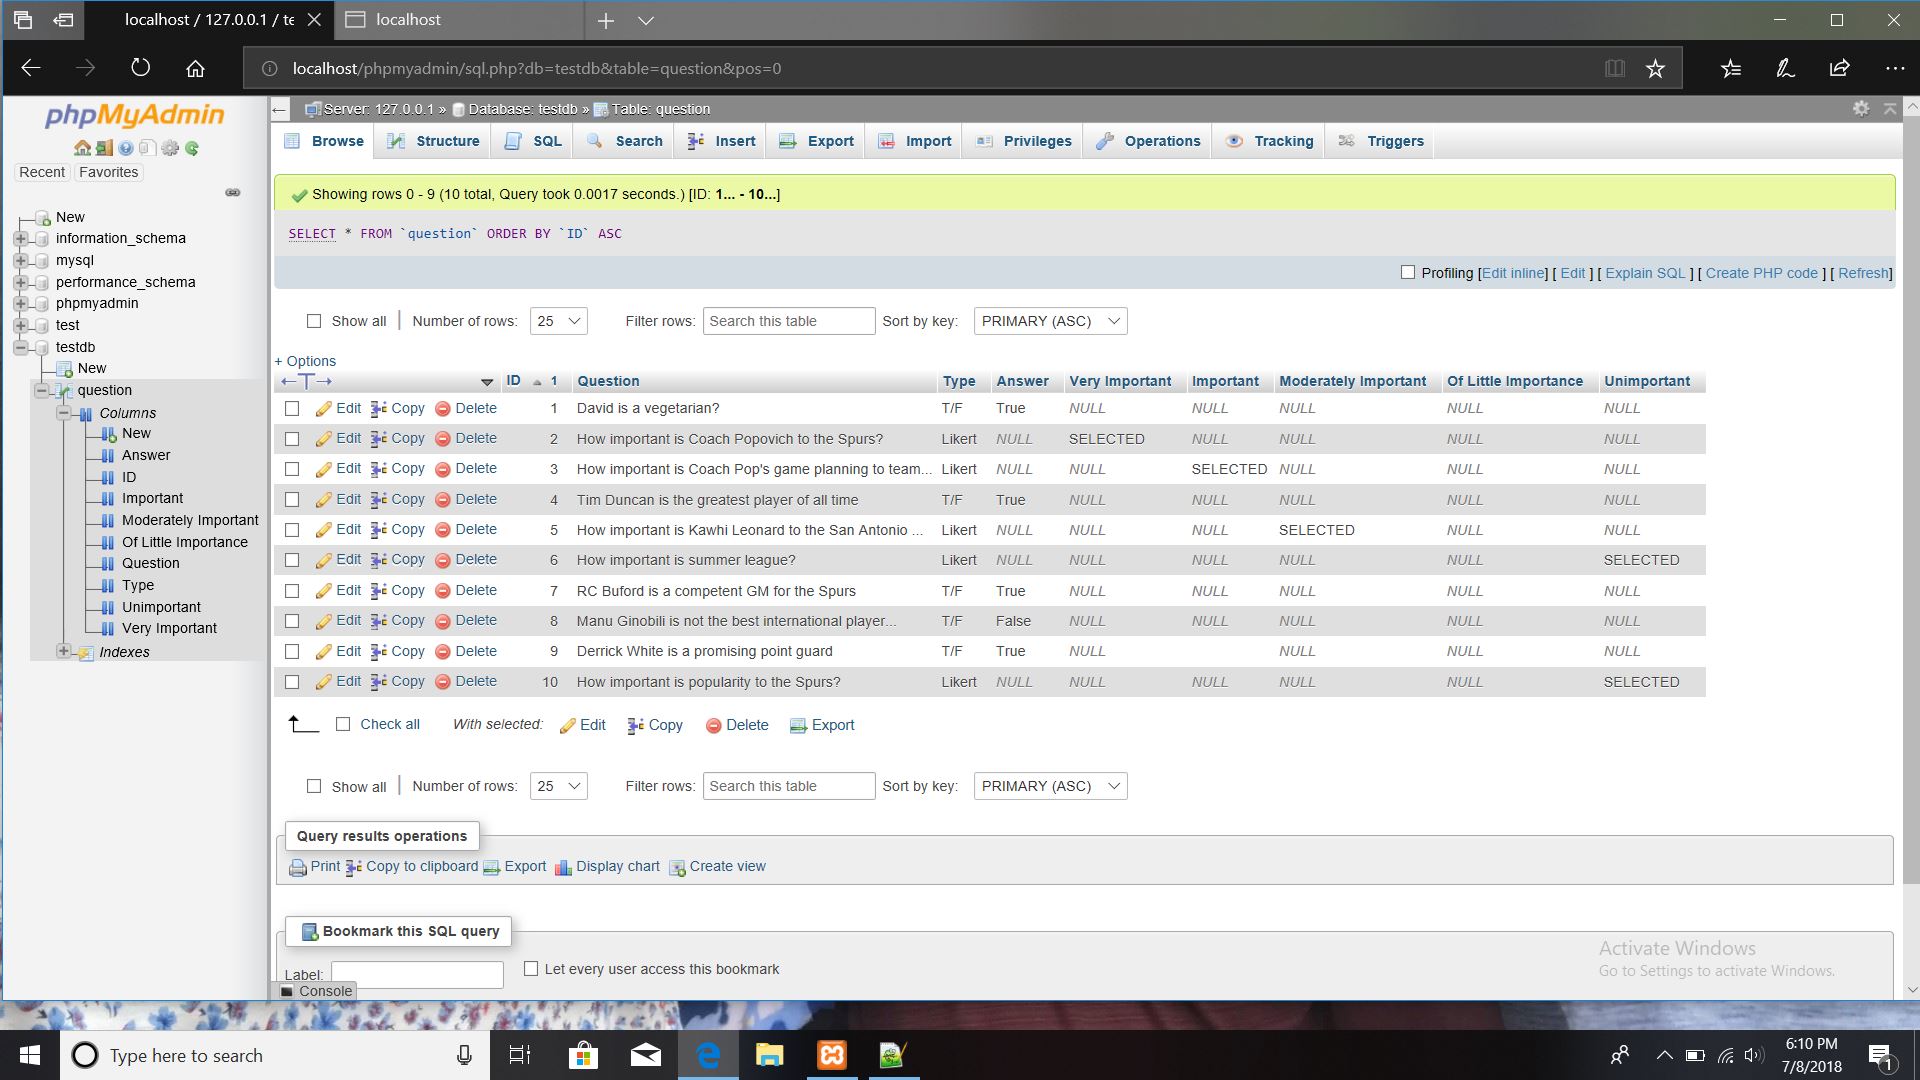 localhost / 127.0.0.1 / te
localhost
localhost/phpmyadmin/sql.php?db=testdb&table=question&pos=0
phpMyAdmin
Recent Favorites
New
information_schema
mysql
performance_schema
phpmyadmin
test
testdb
New
question
Columns
New
Answer
ID
Important
Moderately Important
Of Little Importance
Question
Type
Unimportant
Very Important
Indexes
Server: 127.0.0.1 » Database: testdb » Table: question
Browse Structure SQL Search Insert Export Import Privileges Operations Tracking Triggers
Showing rows 0 - 9 (10 total, Query took 0.0017 seconds.) [ID: 1... - 10...]
SELECT * FROM `question` ORDER BY `ID` ASC
Profiling [Edit inline] [ Edit ] [ Explain SQL ] [ Create PHP code ] [ Refresh]
Show all | Number of rows: 25 Filter rows: Search this table Sort by key: PRIMARY (ASC)
+ Options
←T→ ID 1 Question Type Answer Very Important Important Moderately Important Of Little Importance Unimportant
Edit Copy Delete 1 David is a vegetarian? T/F True NULL NULL NULL NULL NULL
Edit Copy Delete 2 How important is Coach Popovich to the Spurs? Likert NULL SELECTED NULL NULL NULL NULL
Edit Copy Delete 3 How important is Coach Pop's game planning to team... Likert NULL NULL SELECTED NULL NULL NULL
Edit Copy Delete 4 Tim Duncan is the greatest player of all time T/F True NULL NULL NULL NULL NULL
Edit Copy Delete 5 How important is Kawhi Leonard to the San Antonio ... Likert NULL NULL NULL SELECTED NULL NULL
Edit Copy Delete 6 How important is summer league? Likert NULL NULL NULL NULL NULL SELECTED
Edit Copy Delete 7 RC Buford is a competent GM for the Spurs T/F True NULL NULL NULL NULL NULL
Edit Copy Delete 8 Manu Ginobili is not the best international player... T/F False NULL NULL NULL NULL NULL
Edit Copy Delete 9 Derrick White is a promising point guard T/F True NULL NULL NULL NULL NULL
Edit Copy Delete 10 How important is popularity to the Spurs? Likert NULL NULL NULL NULL NULL SELECTED
Check all With selected: Edit Copy Delete Export
Show all | Number of rows: 25 Filter rows: Search this table Sort by key: PRIMARY (ASC)
Query results operations
Print Copy to clipboard Export Display chart Create view
Bookmark this SQL query
Label: Let every user access this bookmark
Console
Activate Windows
Go to Settings to activate Windows.
Type here to search
6:10 PM
7/8/2018
1